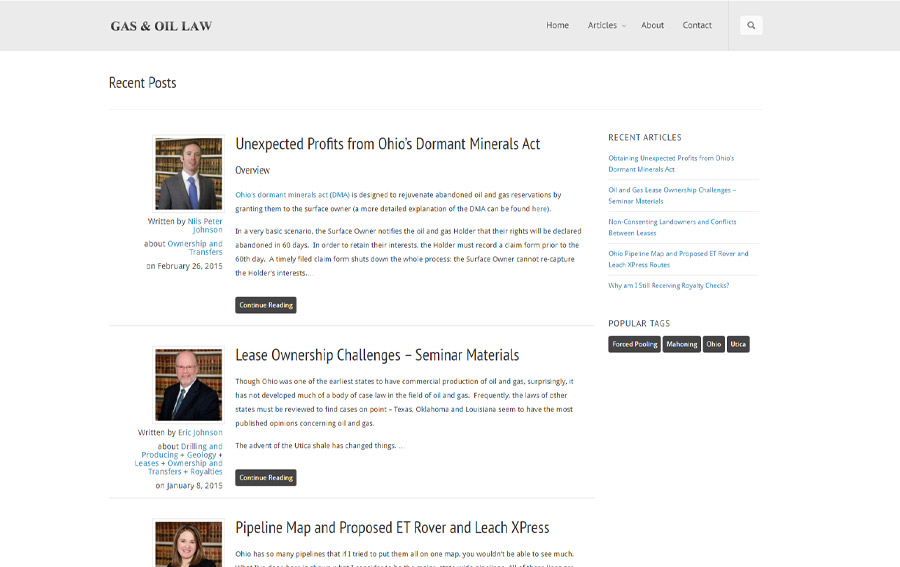 GAS & OIL LAW
Home Articles About Contact
Recent Posts
Unexpected Profits from Ohio's Dormant Minerals Act
Overview
Ohio's dormant minerals act (DMA) is designed to rejuvenate abandoned oil and gas reservations by
granting them to the surface owner (a more detailed explanation of the DMA can be found here).
In a very basic scenario, the Surface Owner notifies the oil and gas Holder that their rights will be declared
abandoned in 60 days. In order to retain their interests, the Holder must record a claim form prior to the
60th day. A timely filed claim form shuts down the whole process: the Surface Owner cannot re-capture
the Holder's interests....
Continue Reading
Written by Nils Peter
Johnson
about Ownership and
Transfers
on February 26, 2015
Lease Ownership Challenges – Seminar Materials
Though Ohio was one of the earliest states to have commercial production of oil and gas, surprisingly, it
has not developed much of a body of case law in the field of oil and gas. Frequently, the laws of other
states must be reviewed to find cases on point – Texas, Oklahoma and Louisiana seem to have the most
published opinions concerning oil and gas.
The advent of the Utica shale has changed things. ...
Continue Reading
Written by Eric Johnson
about Drilling and
Producing + Geology +
Leases + Ownership and
Transfers + Royalties
on January 8, 2015
Pipeline Map and Proposed ET Rover and Leach XPress
Ohio has so many pipelines that if I tried to put them all on one map, you wouldn't be able to see much.
RECENT ARTICLES
Obtaining Unexpected Profits from Ohio's
Dormant Minerals Act
Oil and Gas Lease Ownership Challenges –
Seminar Materials
Non-Consenting Landowners and Conflicts
Between Leases
Ohio Pipeline Map and Proposed ET Rover and
Leach XPress Routes
Why am I Still Receiving Royalty Checks?
POPULAR TAGS
Forced Pooling Mahoning Ohio Utica